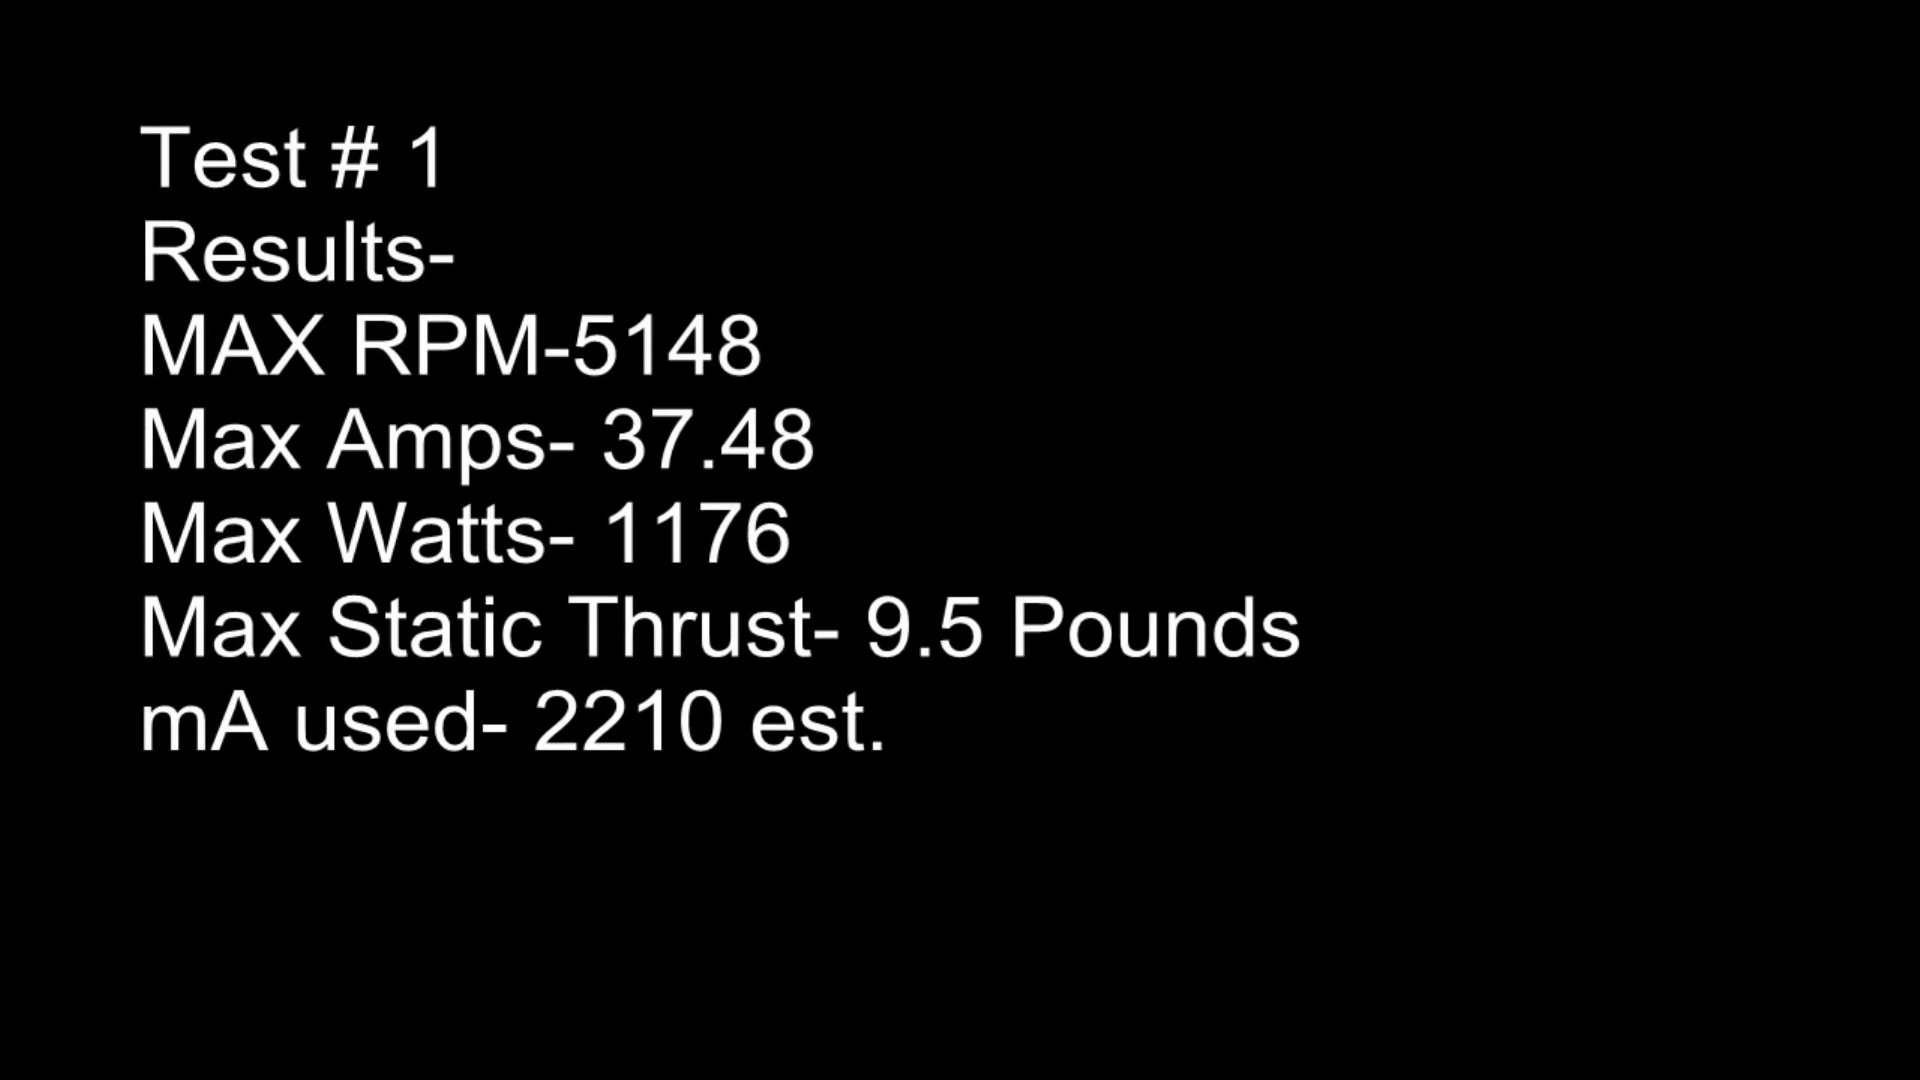 Test # 1
Results-
MAX RPM-5148
Max Amps- 37.48
Max Watts- 1176
Max Static Thrust- 9.5 Pounds
mA used- 2210 est.